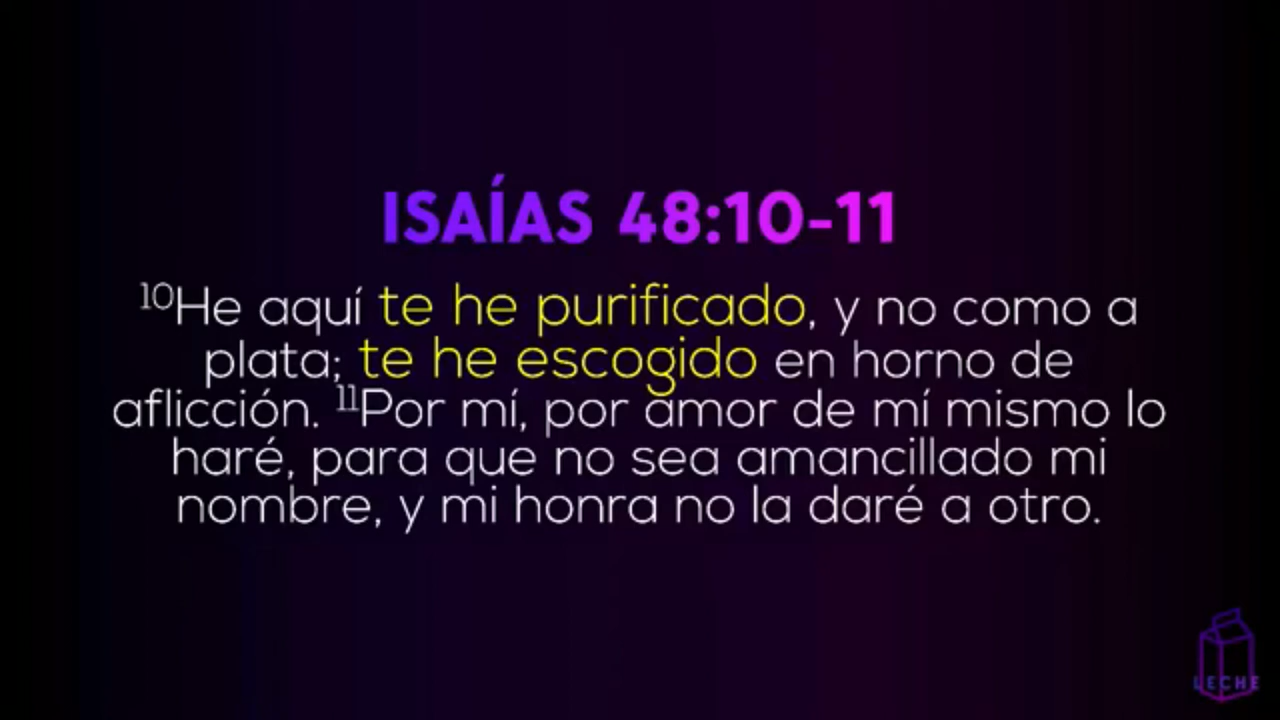 ISAÍAS 48:10-11
¹⁰He aquí te he purificado, y no como a
plata; te he escogido en horno de
aflicción. ¹¹Por mí, por amor de mí mismo lo
haré, para que no sea amancillado mi
nombre, y mi honra no la daré a otro.
LECHE